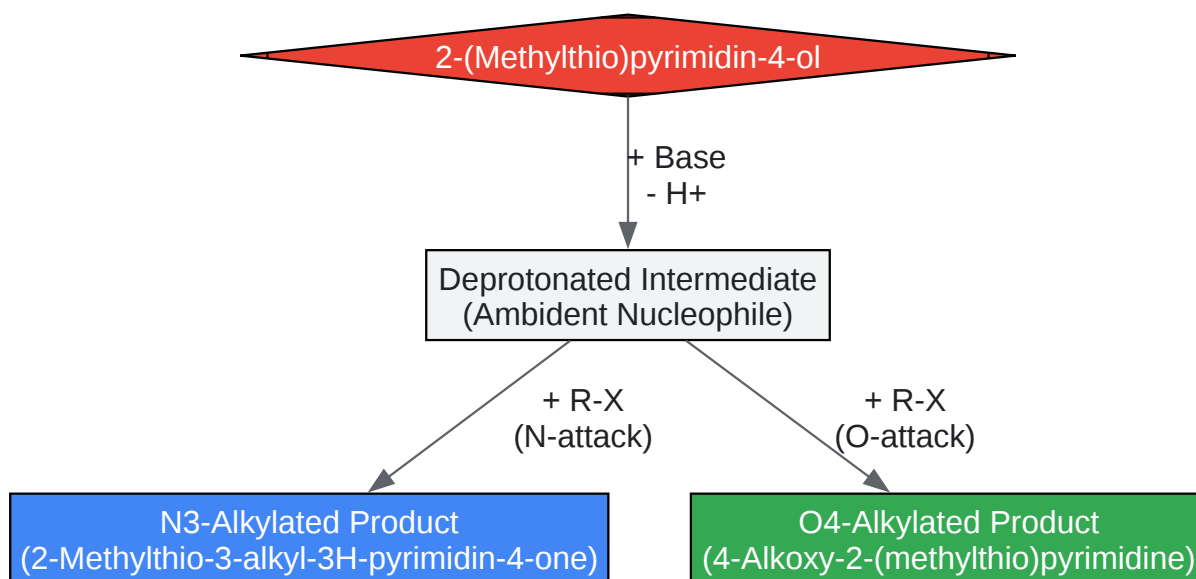 2-(Methylthio)pyrimidin-4-ol
+ Base
- H+
Deprotonated Intermediate
(Ambident Nucleophile)
+ R-X
(N-attack)
+ R-X
(O-attack)
N3-Alkylated Product
(2-Methylthio-3-alkyl-3H-pyrimidin-4-one)
O4-Alkylated Product
(4-Alkoxy-2-(methylthio)pyrimidine)